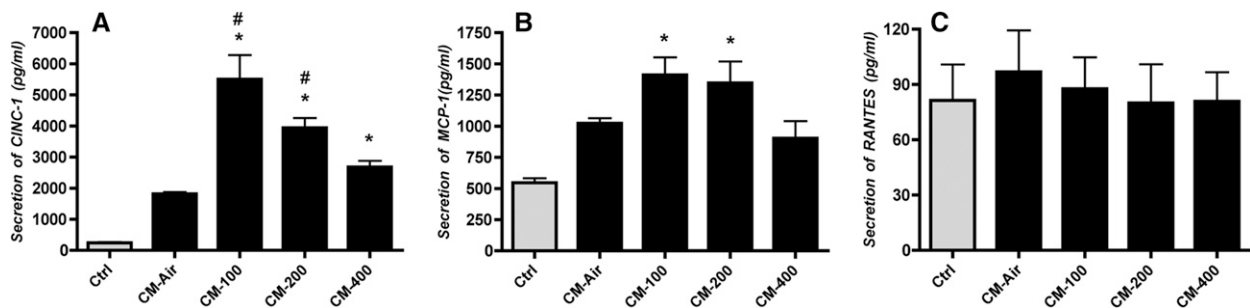 A
Secretion of CINC-1 (pg/ml)
7000
6000
5000
4000
3000
2000
1000
0
#
*
#
*
*
Ctrl
CM-Air
CM-100
CM-200
CM-400
B
Secretion of MCP-1(pg/ml)
1750
1500
1250
1000
750
500
250
0
*
*
Ctrl
CM-Air
CM-100
CM-200
CM-400
C
Secretion of RANTES (pg/ml)
120
90
60
30
0
Ctrl
CM-Air
CM-100
CM-200
CM-400